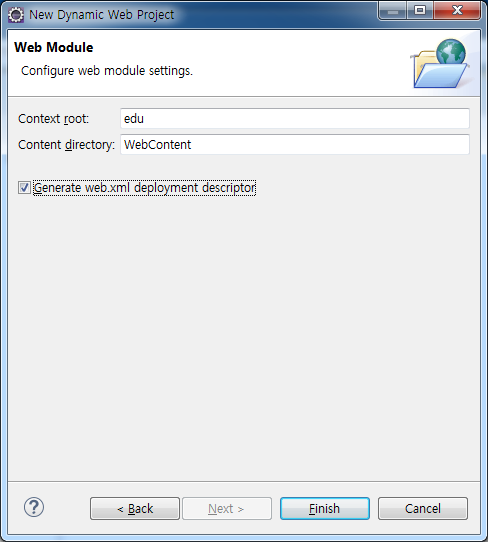 New Dynamic Web Project
Web Module
Configure web module settings.
Context root: edu
Content directory: WebContent
Generate web.xml deployment descriptor
?
< Back Next > Finish Cancel